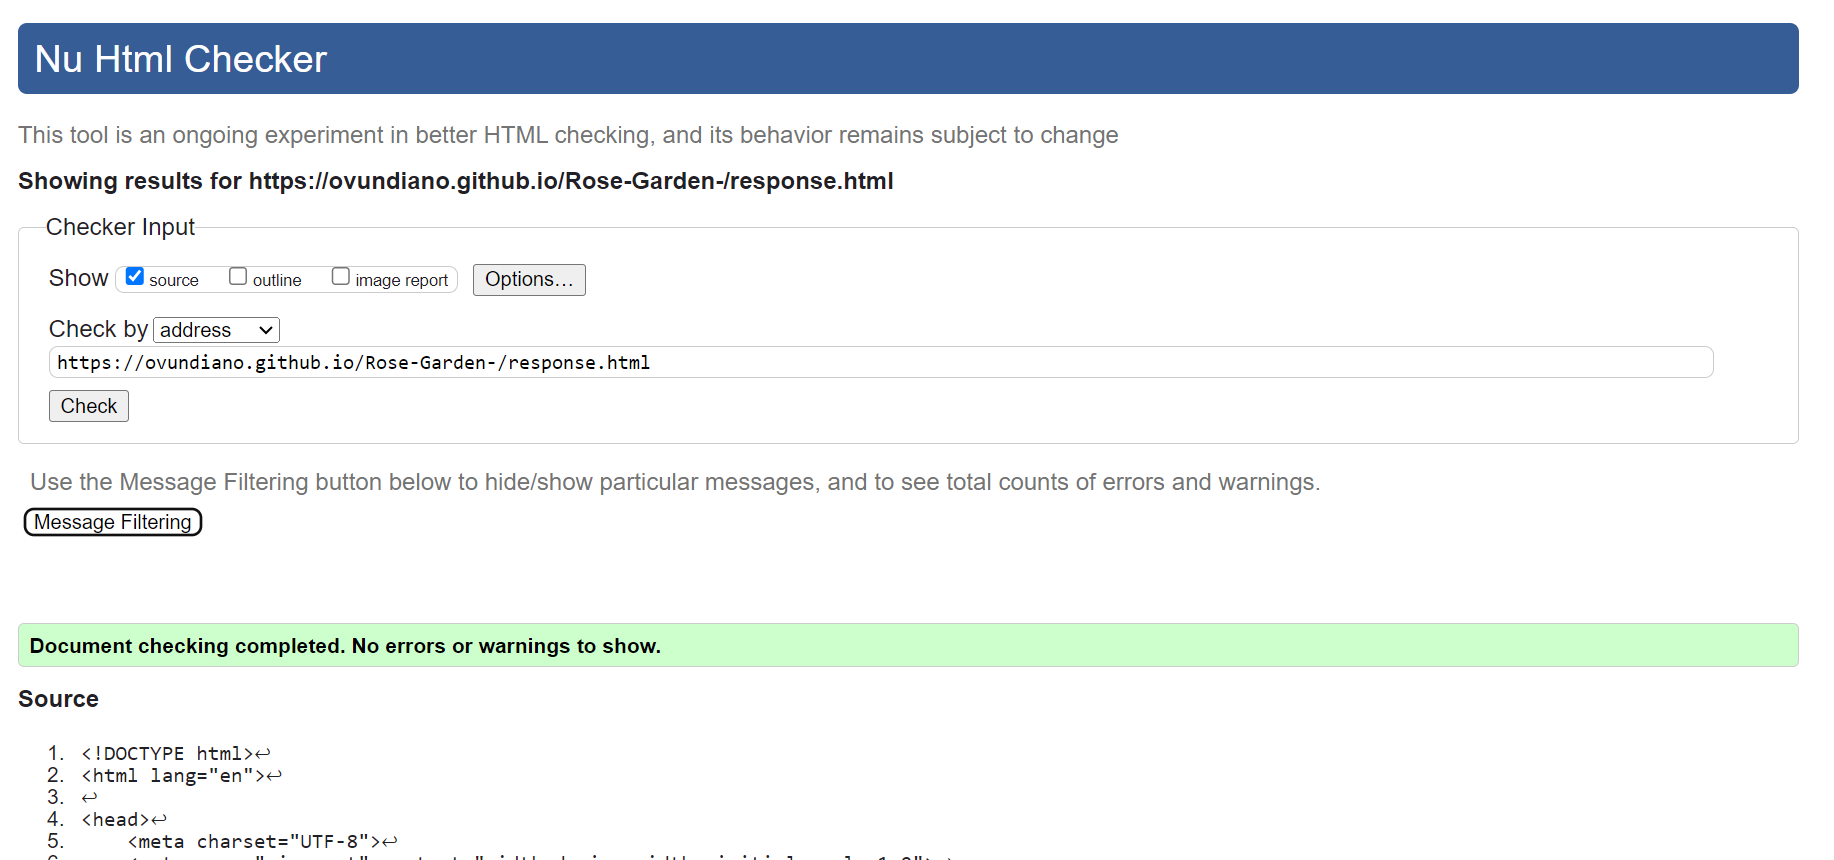 Nu Html Checker
This tool is an ongoing experiment in better HTML checking, and its behavior remains subject to change
Showing results for https://ovundiano.github.io/Rose-Garden-/response.html
Checker Input
Show source outline image report Options...
Check by address
https://ovundiano.github.io/Rose-Garden-/response.html
Check
Use the Message Filtering button below to hide/show particular messages, and to see total counts of errors and warnings.
Message Filtering
Document checking completed. No errors or warnings to show.
Source
1. <!DOCTYPE html>↩
2. <html lang="en">↩
3. ↩
4. <head>↩
5. <meta charset="UTF-8">↩